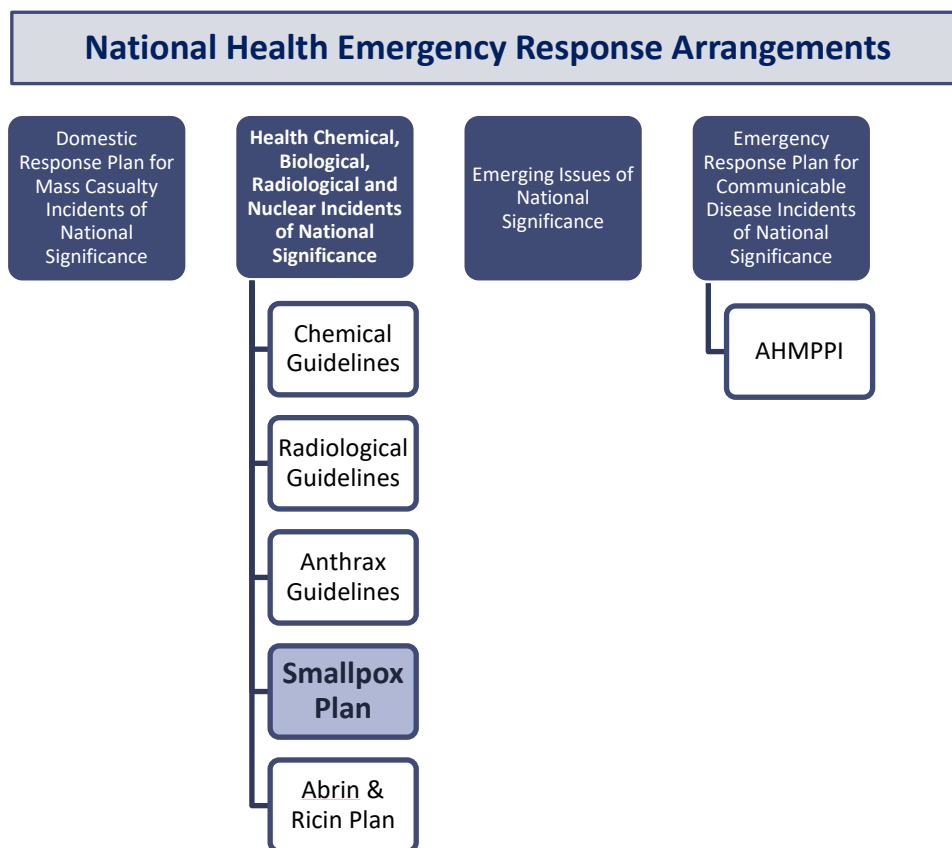 National Health Emergency Response Arrangements
Domestic
Response Plan for
Mass Casualty
Incidents of
National
Significance
Health Chemical,
Biological,
Radiological and
Nuclear Incidents
of National
Significance
Emerging Issues of
National
Significance
Emergency
Response Plan for
Communicable
Disease Incidents
of National
Significance
Chemical
Guidelines
Radiological
Guidelines
Anthrax
Guidelines
Smallpox
Plan
Abrin &
Ricin Plan
AHMPPI